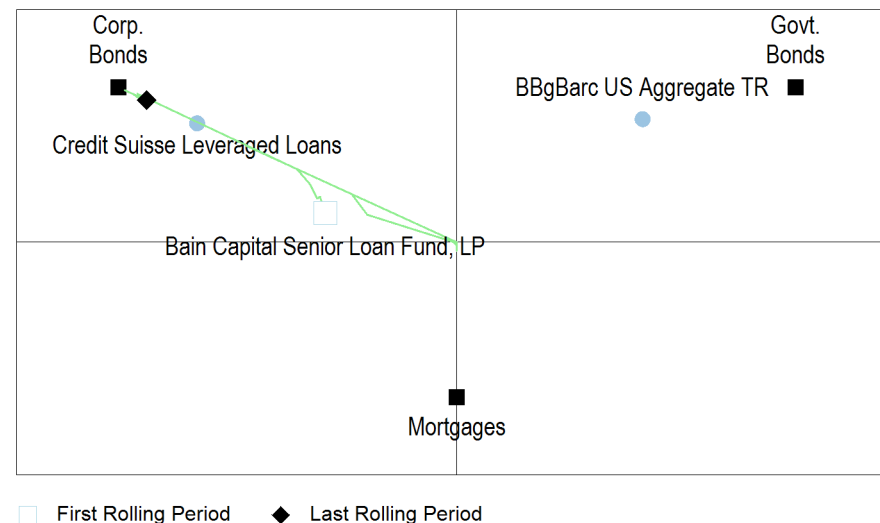 Corp.
Bonds
Govt.
Bonds
BBgBarc US Aggregate TR
Credit Suisse Leveraged Loans
Bain Capital Senior Loan Fund, LP
Mortgages
First Rolling Period
Last Rolling Period